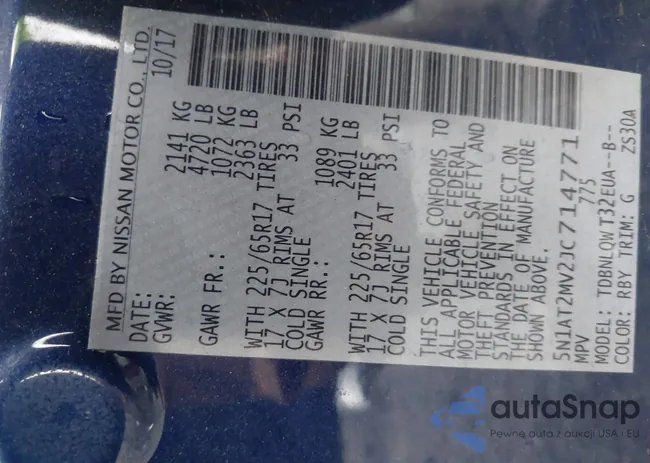 MFD BY NISSAN MOTOR CO., LTD.
DATE: 10/17
GVWR: 2141 KG
4720 LB
GAWR FR.: 1072 KG
2363 LB
WITH 225/65R17 TIRES
17 X 7J RIMS AT 33 PSI
COLD SINGLE
GAWR RR.: 1089 KG
2401 LB
WITH 225/65R17 TIRES
17 X 7J RIMS AT 33 PSI
COLD SINGLE
THIS VEHICLE CONFORMS TO
ALL APPLICABLE FEDERAL
MOTOR VEHICLE SAFETY AND
THEFT PREVENTION
STANDARDS IN EFFECT ON
THE DATE OF MANUFACTURE
SHOWN ABOVE.
5N1AT2MV2JC714771
MPV 775
MODEL: TDBNLQW T32EUA--B--
COLOR: RBY TRIM: G ZS30A
autaSnap
Pewne auta z aukcji USA i EU